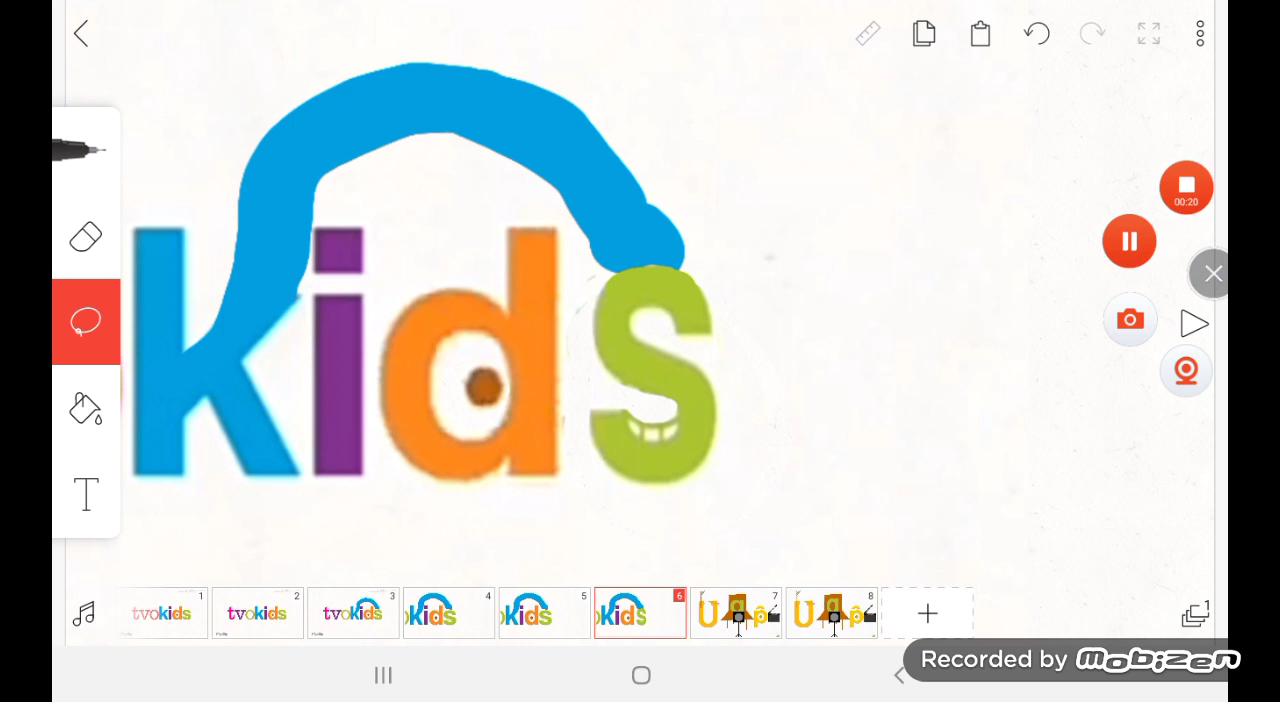 00:20
kids
T
1
tvokids
2
tvokids
3
tvokids
4
kids
5
kids
6
kids
7
U a p̂
8
U a p̂
+
1
Recorded by mobizen